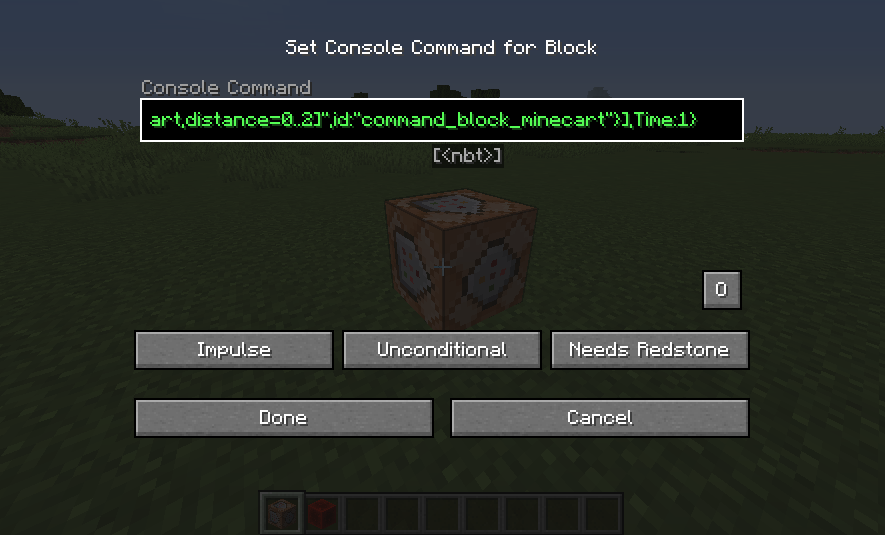 Set Console Command for Block
Console Command
art,distance=0..2]",id:"command_block_minecart"}],Time:1}
[<nbt>]
O
Impulse
Unconditional
Needs Redstone
Done
Cancel